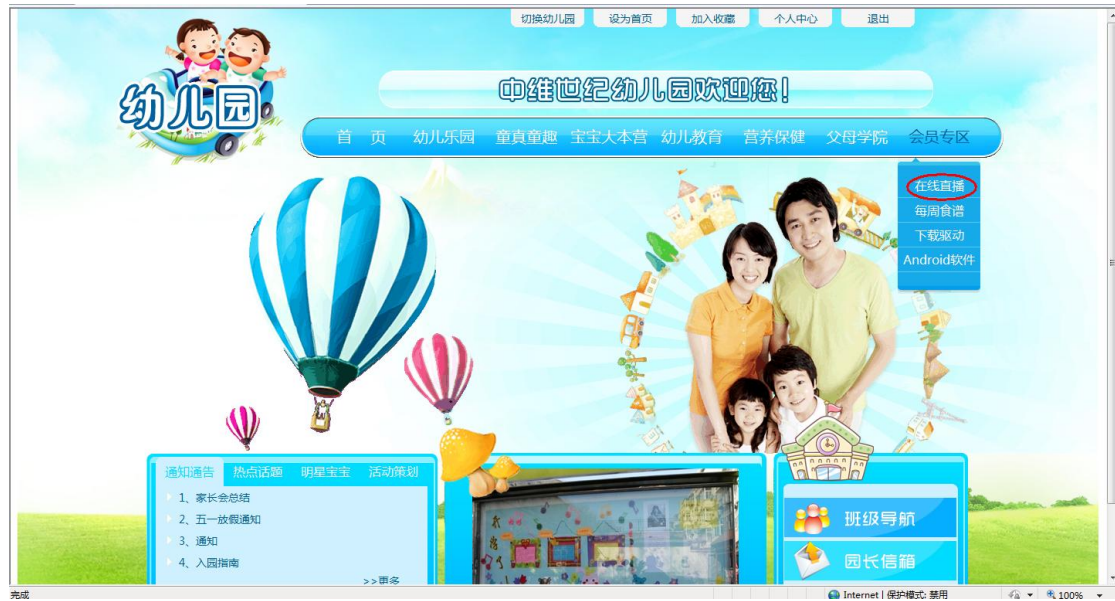 切换幼儿园 设为首页 加入收藏 个人中心 退出
幼儿园
中维世纪幼儿园欢迎您!
首 页 幼儿乐园 童真童趣 宝宝大本营 幼儿教育 营养保健 父母学院 会员专区
在线直播
每周食谱
下载驱动
Android软件
通知通告 热点话题 明星宝宝 活动策划
1、家长会总结
2、五一放假通知
3、通知
4、入园指南
>>更多
班级导航
园长信箱
完成 Internet | 保护模式: 禁用 100%